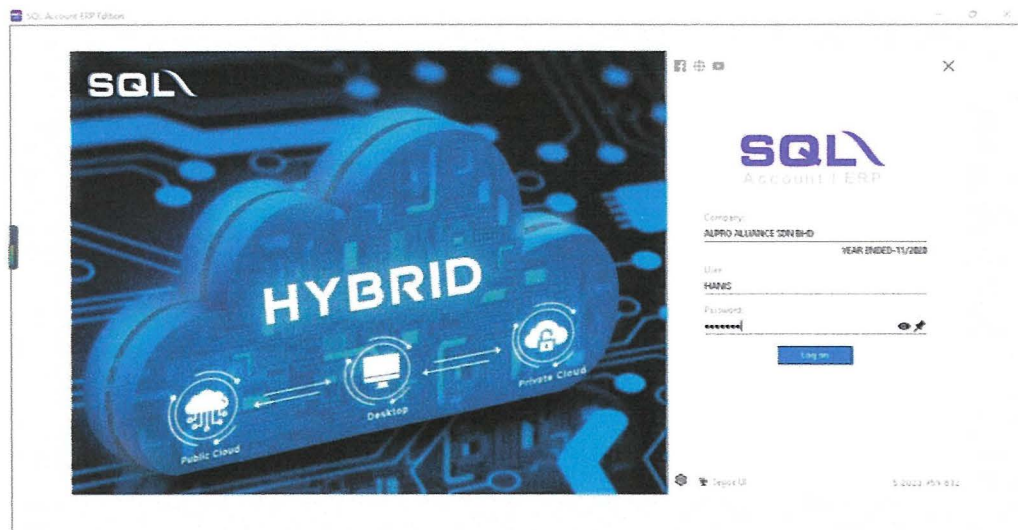 SQL Account ERP Edition
SQL
HYBRID
Public Cloud
Desktop
Private Cloud
SQL
Account | ERP
Company:
ALPRO ALLIANCE SDN BHD
YEAR ENDED-11/2020
User
HANIS
Password:
Log on